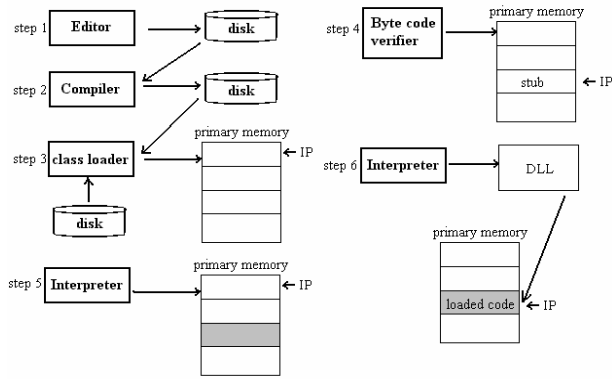 step 1 Editor
disk
step 2 Compiler
disk
primary memory
step 3 class loader
← IP
disk
step 5 Interpreter
primary memory
← IP
step 4 Byte code
verifier
primary memory
stub
← IP
step 6 Interpreter
DLL
primary memory
loaded code
← IP